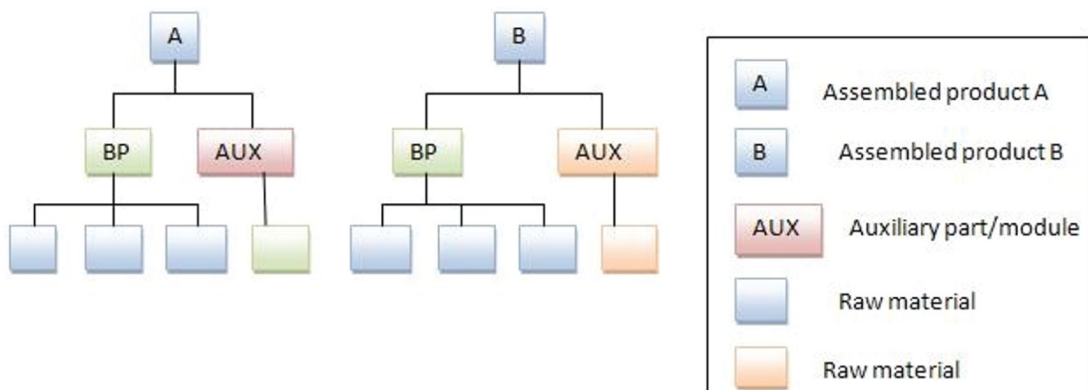 A
B
BP
AUX
BP
AUX
A Assembled product A
B Assembled product B
AUX Auxiliary part/module
Raw material
Raw material